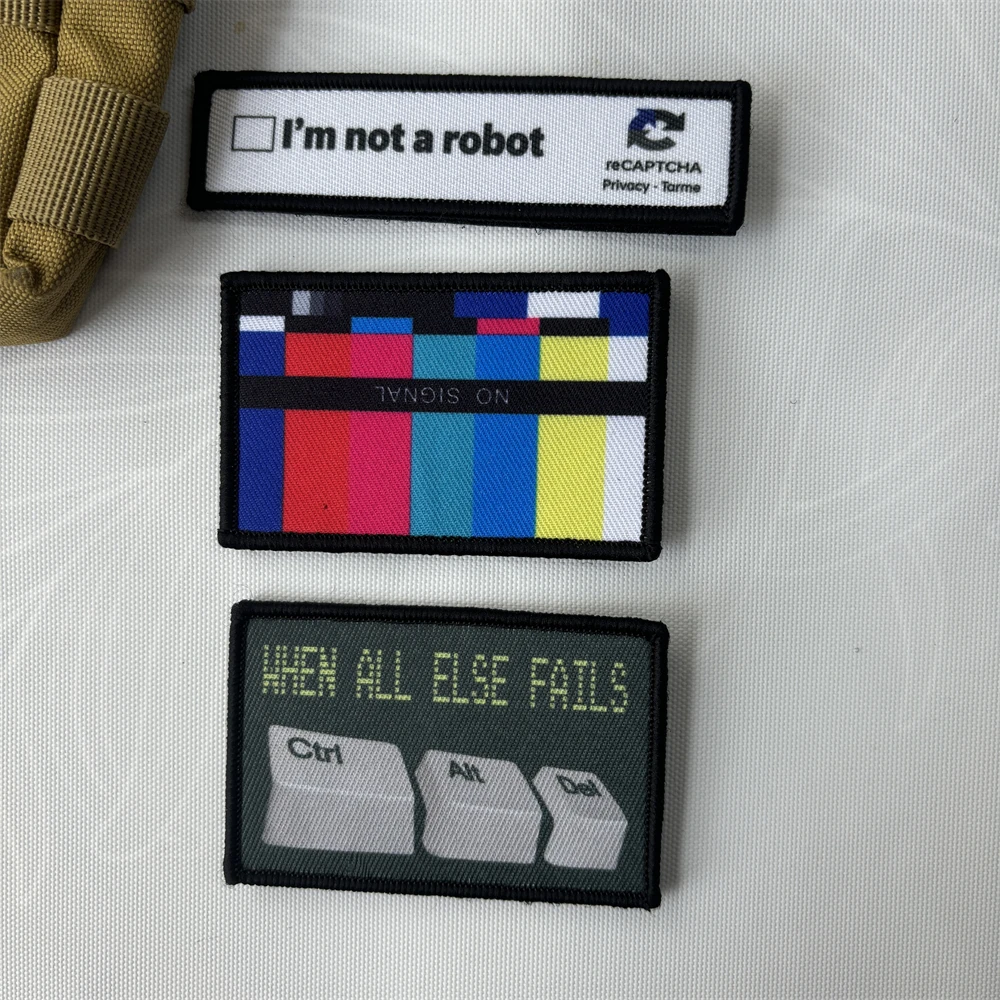 I'm not a robot
reCAPTCHA
Privacy - Tarme
NO SIGNAL
WHEN ALL ELSE FAILS
Ctrl
Alt
Del